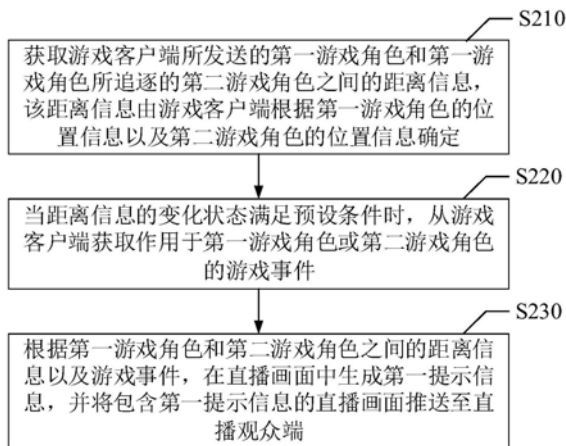 S210
获取游戏客户端所发送的第一游戏角色和第一游
戏角色所追逐的第二游戏角色之间的距离信息，
该距离信息由游戏客户端根据第一游戏角色的位
置信息以及第二游戏角色的位置信息确定
S220
当距离信息的变化状态满足预设条件时，从游戏
客户端获取作用于第一游戏角色或第二游戏角色
的游戏事件
S230
根据第一游戏角色和第二游戏角色之间的距离信
息以及游戏事件，在直播画面中生成第一提示信
息，并将包含第一提示信息的直播画面推送至直
播观众端